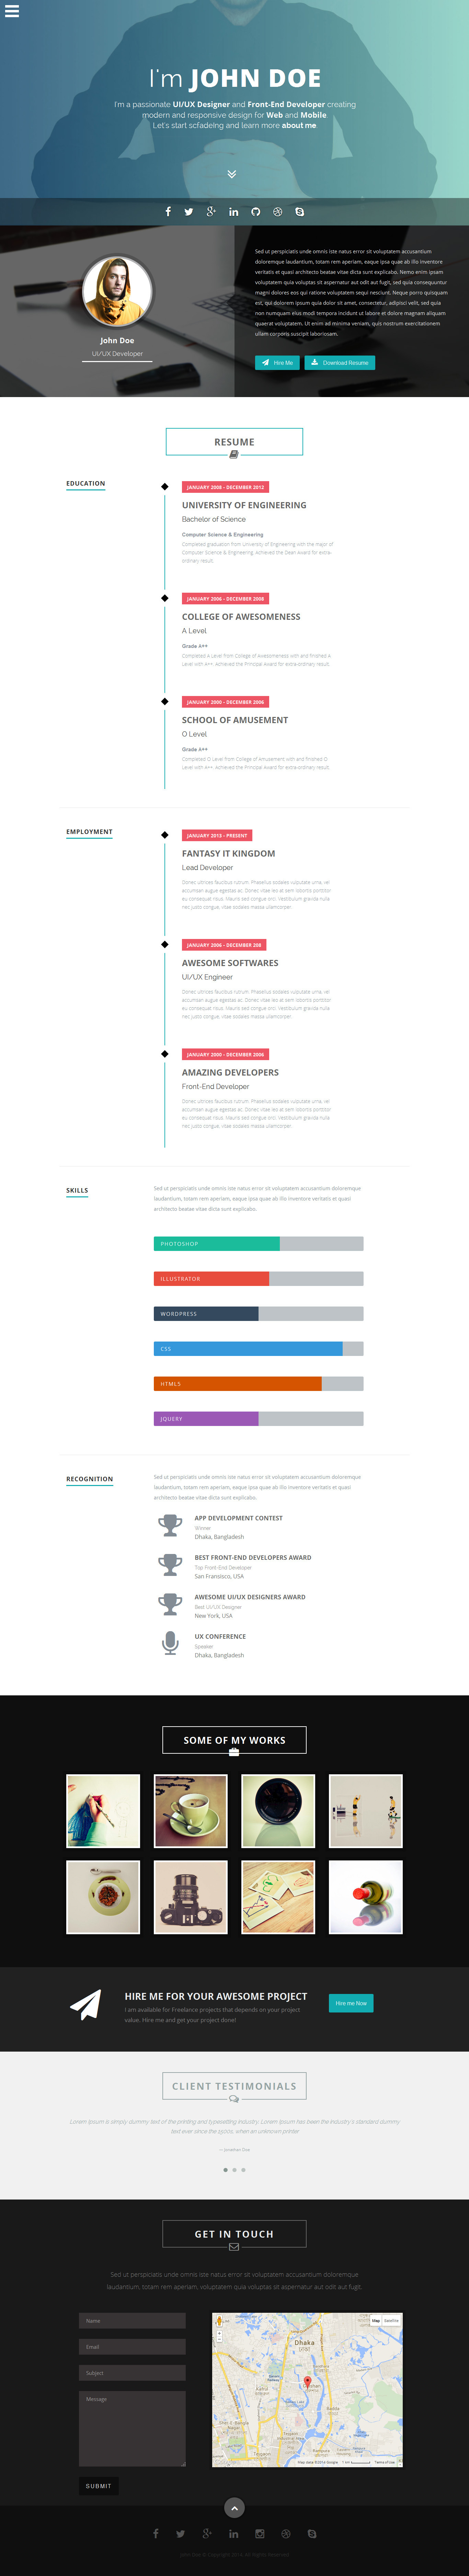 I'm JOHN DOE
I'm a passionate UI/UX Designer and Front-End Developer creating
modern and responsive design for Web and Mobile
Let's start scfadeing and learn more about me
John Doe
UI/UX Developer
Sed ut perspiciatis unde omnis iste natus error sit voluptatem accusantium
doloremque laudantium, totam rem aperiam, eaque ipsa quae ab illo inventore
veritatis et quasi architecto beatae vitae dicta sunt explicabo. Nemo enim ipsam
voluptatem quia voluptas sit aspernatur aut odit aut fugit, sed quia consequuntur
magni dolores eos qui ratione voluptatem sequi nesciunt. Neque porro quisquam
est, qui dolorem ipsum quia dolor sit amet, consectetur, adipisci velit, sed quia
non numquam eius modi tempora incidunt ut labore et dolore magnam aliquam
quaerat voluptatem. Ut enim ad minima veniam, quis nostrum exercitationem
ullam corporis suscipit laboriosam.
Hire Me
Download Resume
RESUME
EDUCATION
JANUARY 2008 - DECEMBER 2012
UNIVERSITY OF ENGINEERING
Bachelor of Science
Computer Science & Engineering
Completed graduation from University of Engineering with the major of
Computer Science & Engineering. Achieved the Dean Award for extra-
ordinary result.
JANUARY 2006 - DECEMBER 2008
COLLEGE OF AWESOMENESS
A Level
Grade A++
Completed A Level from College of Awesomeness with and finished A
Level with A++. Achieved the Principal Award for extra-ordinary result.
JANUARY 2000 - DECEMBER 2006
SCHOOL OF AMUSEMENT
O Level
Grade A++
Completed O Level from College of Amusement with and finished O
Level with A++. Achieved the Principal Award for extra-ordinary result.
EMPLOYMENT
JANUARY 2013 - PRESENT
FANTASY IT KINGDOM
Lead Developer
Donec ultrices faucibus rutrum. Phasellus sodales vulputate urna, vel
accumsan augue egestas ac. Donec vitae leo at sem lobortis porttitor
eu consequat risus. Mauris sed congue orci. Vestibulum gravida nulla
nec justo congue, vitae sodales massa ullamcorper.
JANUARY 2006 - DECEMBER 208
AWESOME SOFTWARES
UI/UX Engineer
Donec ultrices faucibus rutrum. Phasellus sodales vulputate urna, vel
accumsan augue egestas ac. Donec vitae leo at sem lobortis porttitor
eu consequat risus. Mauris sed congue orci. Vestibulum gravida nulla
nec justo congue, vitae sodales massa ullamcorper.
JANUARY 2000 - DECEMBER 2006
AMAZING DEVELOPERS
Front-End Developer
Donec ultrices faucibus rutrum. Phasellus sodales vulputate urna, vel
accumsan augue egestas ac. Donec vitae leo at sem lobortis porttitor
eu consequat risus. Mauris sed congue orci. Vestibulum gravida nulla
nec justo congue, vitae sodales massa ullamcorper.
SKILLS
Sed ut perspiciatis unde omnis iste natus error sit voluptatem accusantium doloremque
laudantium, totam rem aperiam, eaque ipsa quae ab illo inventore veritatis et quasi
architecto beatae vitae dicta sunt explicabo.
PHOTOSHOP
ILLUSTRATOR
WORDPRESS
CSS
HTML5
JQUERY
RECOGNITION
Sed ut perspiciatis unde omnis iste natus error sit voluptatem accusantium doloremque
laudantium, totam rem aperiam, eaque ipsa quae ab illo inventore veritatis et quasi
architecto beatae vitae dicta sunt explicabo.
APP DEVELOPMENT CONTEST
Winner
Dhaka, Bangladesh
BEST FRONT-END DEVELOPERS AWARD
Top Front-End Developer
San Fransisco, USA
AWESOME UI/UX DESIGNERS AWARD
Best UI/UX Designer
New York, USA
UX CONFERENCE
Speaker
Dhaka, Bangladesh
SOME OF MY WORKS
HIRE ME FOR YOUR AWESOME PROJECT
I am available for Freelance projects that depends on your project
value. Hire me and get your project done!
Hire me Now
CLIENT TESTIMONIALS
Lorem Ipsum is simply dummy text of the printing and typesetting industry. Lorem Ipsum has been the industry's standard dummy
text ever since the 1500s, when an unknown printer
— Jonathan Doe
GET IN TOUCH
Sed ut perspiciatis unde omnis iste natus error sit voluptatem accusantium doloremque
laudantium, totam rem aperiam, voluptatem quia voluptas sit aspernatur aut odit aut fugit.
Name
Email
Subject
Message
SUBMIT
Map
Satellite
Dhaka
Terms of Use